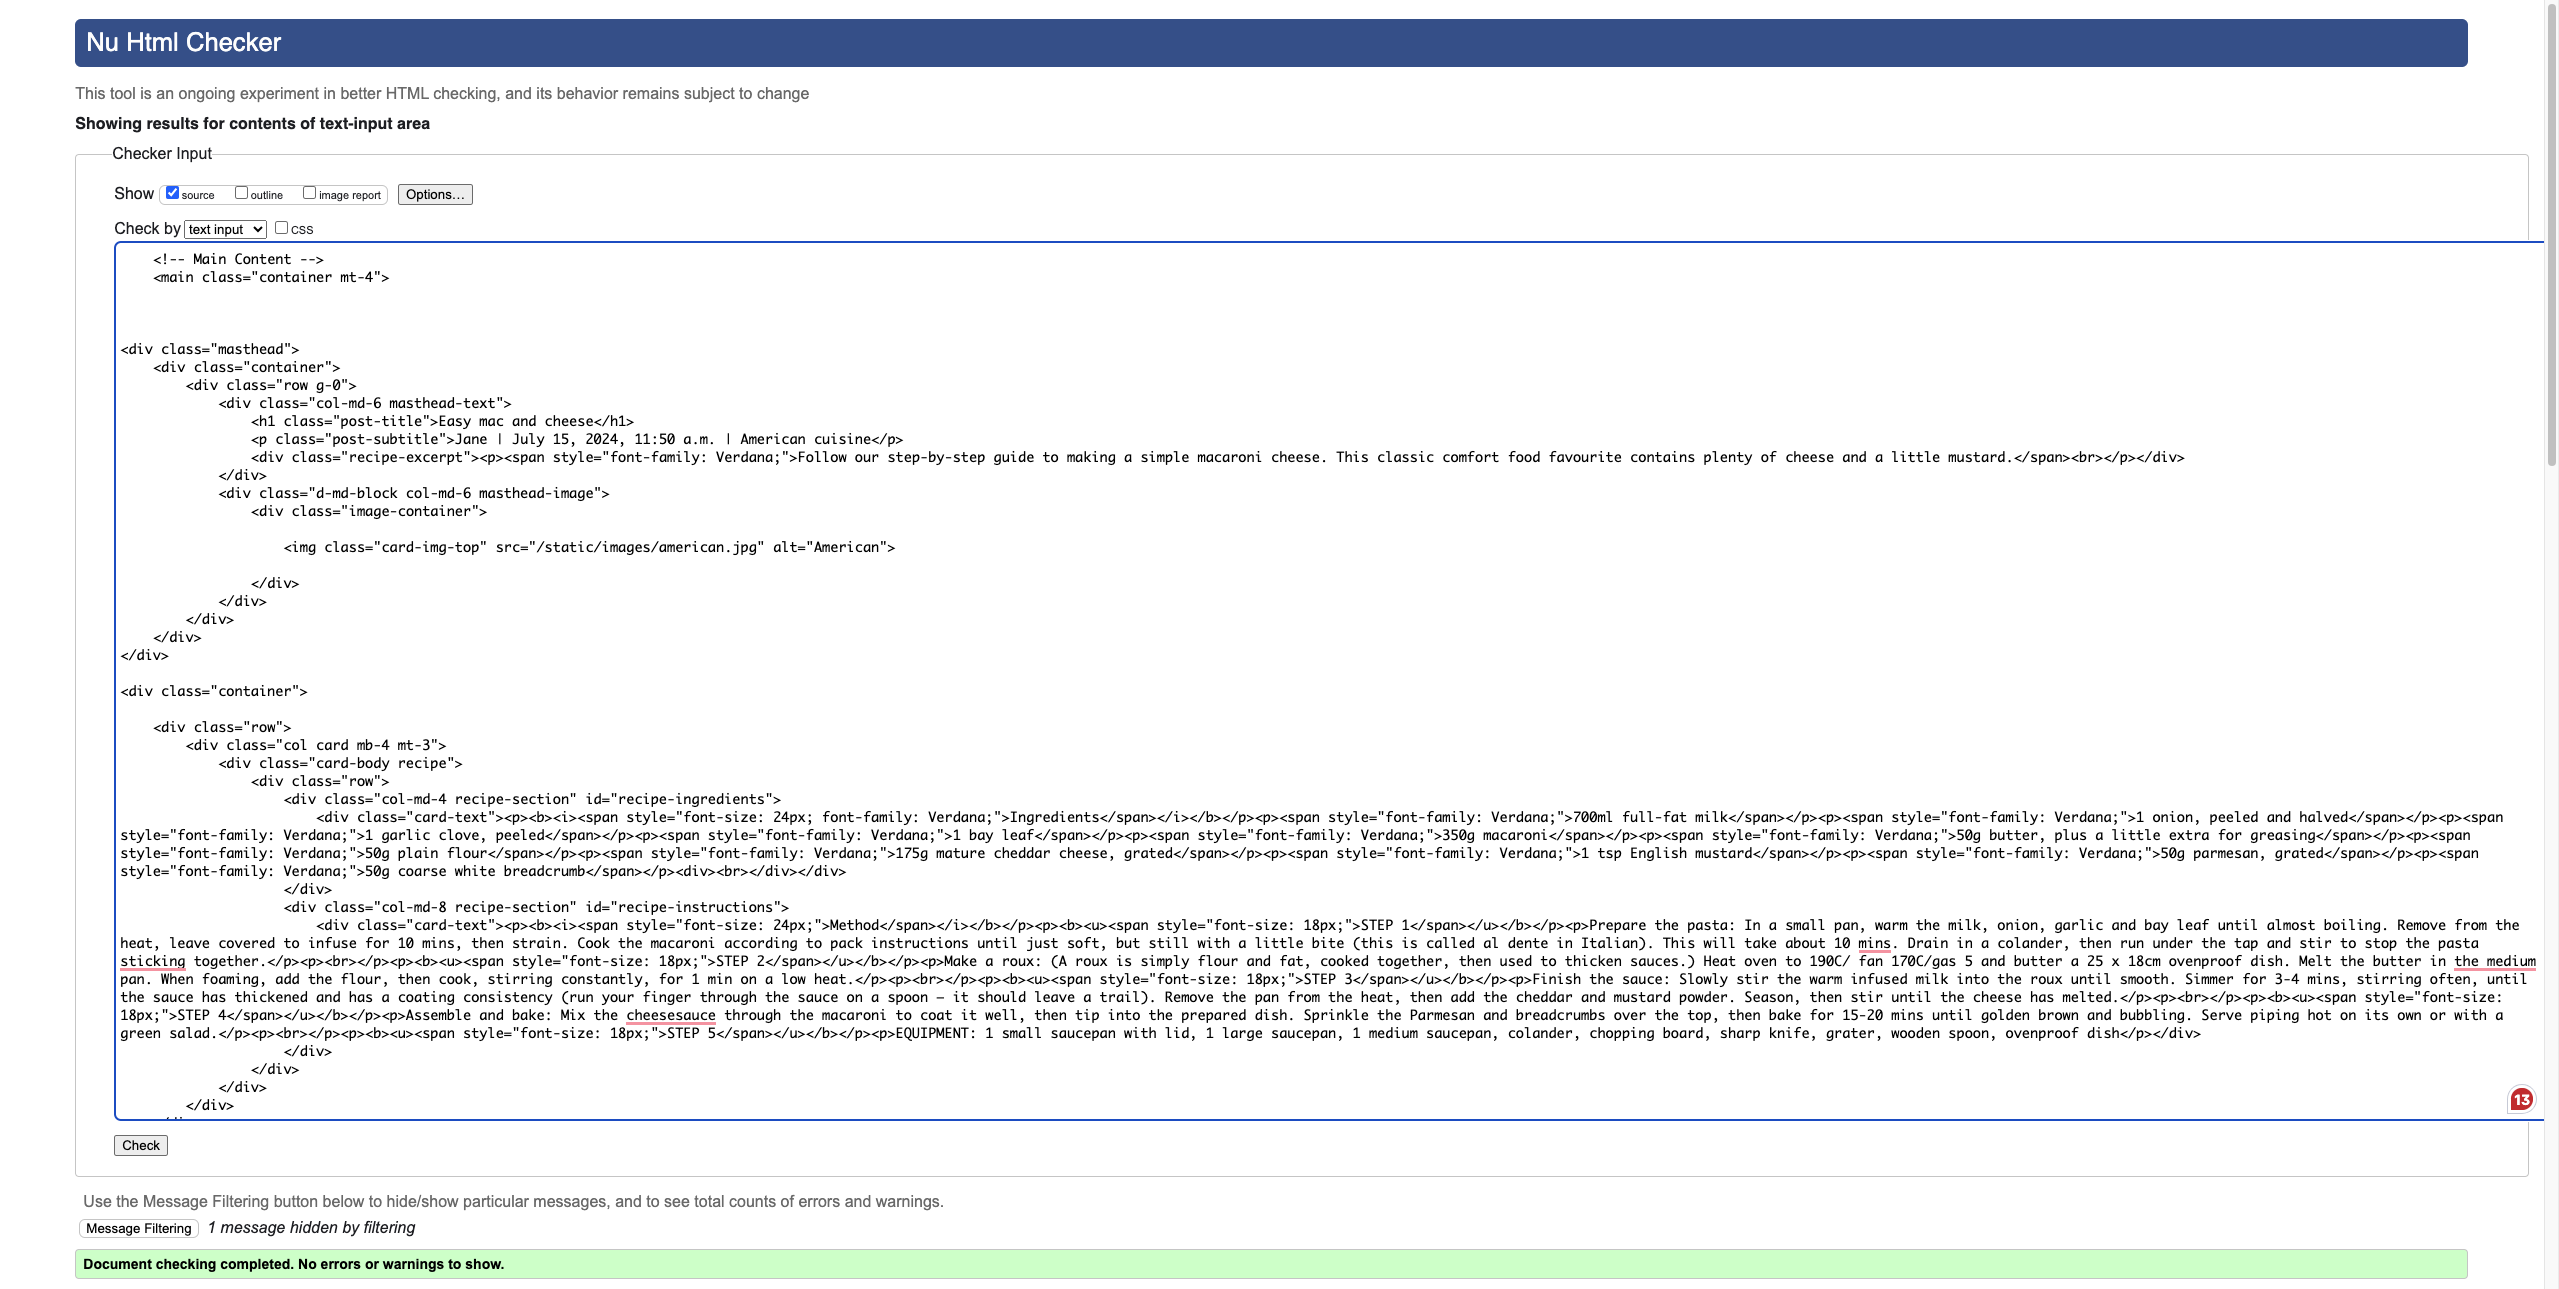 Nu Html Checker
This tool is an ongoing experiment in better HTML checking, and its behavior remains subject to change
Showing results for contents of text-input area
Checker Input
Show source outline image report Options...
Check by text input css
<!-- Main Content -->
<main class="container mt-4">
<div class="masthead">
<div class="container">
<div class="row g-0">
<div class="col-md-6 masthead-text">
<h1 class="post-title">Easy mac and cheese</h1>
<p class="post-subtitle">Jane | July 15, 2024, 11:50 a.m. | American cuisine</p>
<div class="recipe-excerpt"><p><span style="font-family: Verdana;">Follow our step-by-step guide to making a simple macaroni cheese. This classic comfort food favourite contains plenty of cheese and a little mustard.</span><br></p></div>
</div>
<div class="d-md-block col-md-6 masthead-image">
<div class="image-container">
<img class="card-img-top" src="/static/images/american.jpg" alt="American">
</div>
</div>
</div>
</div>
</div>
<div class="container">
<div class="row">
<div class="col card mb-4 mt-3">
<div class="card-body recipe">
<div class="row">
<div class="col-md-4 recipe-section" id="recipe-ingredients">
<div class="card-text"><p><b><i><span style="font-size: 24px; font-family: Verdana;">Ingredients</span></i></b></p><p><span style="font-family: Verdana;">700ml full-fat milk</span></p><p><span style="font-family: Verdana;">1 onion, peeled and halved</span></p><p><span
style="font-family: Verdana;">1 garlic clove, peeled</span></p><p><span style="font-family: Verdana;">1 bay leaf</span></p><p><span style="font-family: Verdana;">350g macaroni</span></p><p><span style="font-family: Verdana;">50g butter, plus a little extra for greasing</span></p><p><span
style="font-family: Verdana;">50g plain flour</span></p><p><span style="font-family: Verdana;">175g mature cheddar cheese, grated</span></p><p><span style="font-family: Verdana;">1 tsp English mustard</span></p><p><span style="font-family: Verdana;">50g parmesan, grated</span></p><p><span
style="font-family: Verdana;">50g coarse white breadcrumb</span></p><div><br></div></div>
</div>
<div class="col-md-8 recipe-section" id="recipe-instructions">
<div class="card-text"><p><b><i><span style="font-size: 24px;">Method</span></i></b></p><p><b><u><span style="font-size: 18px;">STEP 1</span></u></b></p><p>Prepare the pasta: In a small pan, warm the milk, onion, garlic and bay leaf until almost boiling. Remove from the
heat, leave covered to infuse for 10 mins, then strain. Cook the macaroni according to pack instructions until just soft, but still with a little bite (this is called al dente in Italian). This will take about 10 mins. Drain in a colander, then run under the tap and stir to stop the pasta
sticking together.</p><p><br></p><p><b><u><span style="font-size: 18px;">STEP 2</span></u></b></p><p>Make a roux: (A roux is simply flour and fat, cooked together, then used to thicken sauces.) Heat oven to 190C/ fan 170C/gas 5 and butter a 25 x 18cm ovenproof dish. Melt the butter in the medium
pan. When foaming, add the flour, then cook, stirring constantly, for 1 min on a low heat.</p><p><br></p><p><b><u><span style="font-size: 18px;">STEP 3</span></u></b></p><p>Finish the sauce: Slowly stir the warm infused milk into the roux until smooth. Simmer for 3-4 mins, stirring often, until
the sauce has thickened and has a coating consistency (run your finger through the sauce on a spoon – it should leave a trail). Remove the pan from the heat, then add the cheddar and mustard powder. Season, then stir until the cheese has melted.</p><p><br></p><p><b><u><span style="font-size:
18px;">STEP 4</span></u></b></p><p>Assemble and bake: Mix the cheesesauce through the macaroni to coat it well, then tip into the prepared dish. Sprinkle the Parmesan and breadcrumbs over the top, then bake for 15-20 mins until golden brown and bubbling. Serve piping hot on its own or with a
green salad.</p><p><br></p><p><b><u><span style="font-size: 18px;">STEP 5</span></u></b></p><p>EQUIPMENT: 1 small saucepan with lid, 1 large saucepan, 1 medium saucepan, colander, chopping board, sharp knife, grater, wooden spoon, ovenproof dish</p></div>
</div>
</div>
</div>
</div>
13
Check
Use the Message Filtering button below to hide/show particular messages, and to see total counts of errors and warnings.
Message Filtering 1 message hidden by filtering
Document checking completed. No errors or warnings to show.